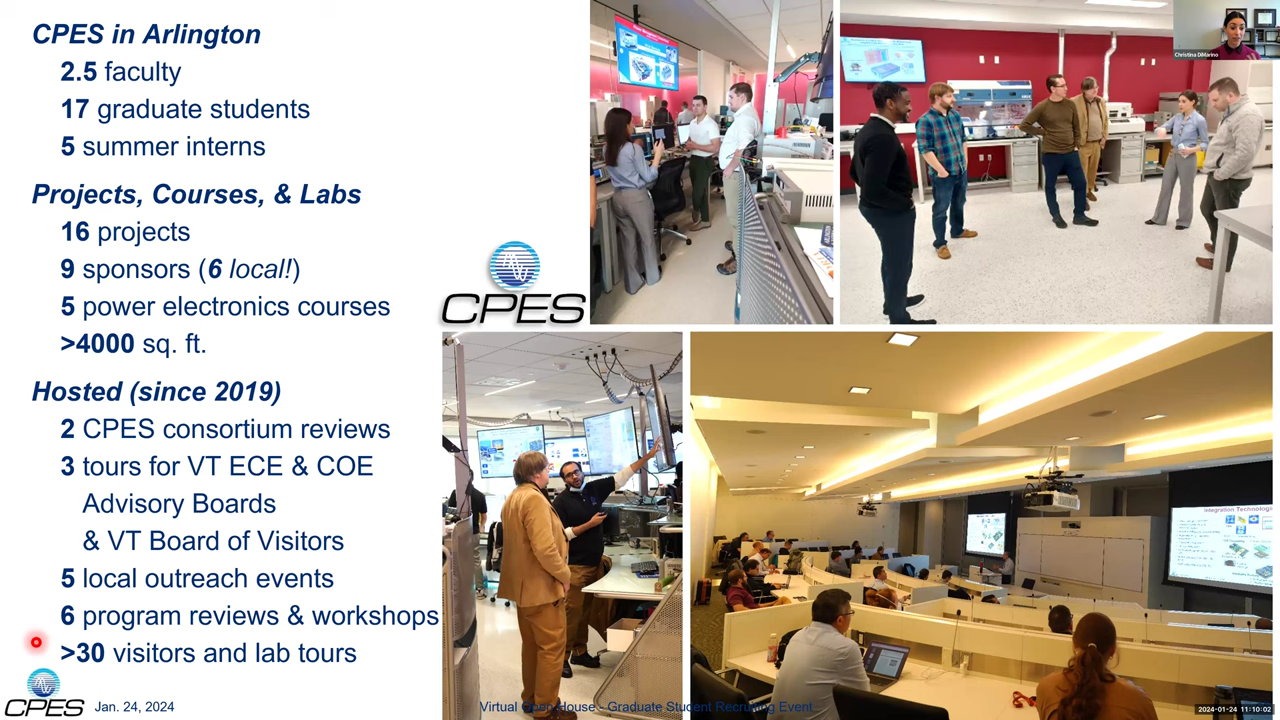 CPES in Arlington
2.5 faculty
17 graduate students
5 summer interns
Projects, Courses, & Labs
16 projects
9 sponsors (6 local!)
5 power electronics courses
>4000 sq. ft.
Hosted (since 2019)
2 CPES consortium reviews
3 tours for VT ECE & COE
Advisory Boards
& VT Board of Visitors
5 local outreach events
6 program reviews & workshops
>30 visitors and lab tours
CPES
Jan. 24, 2024
CPES
Christina DiMarino
Integration Technologies
Virtual Open House - Graduate Student Recruiting Event
2024-01-24 11:10:02